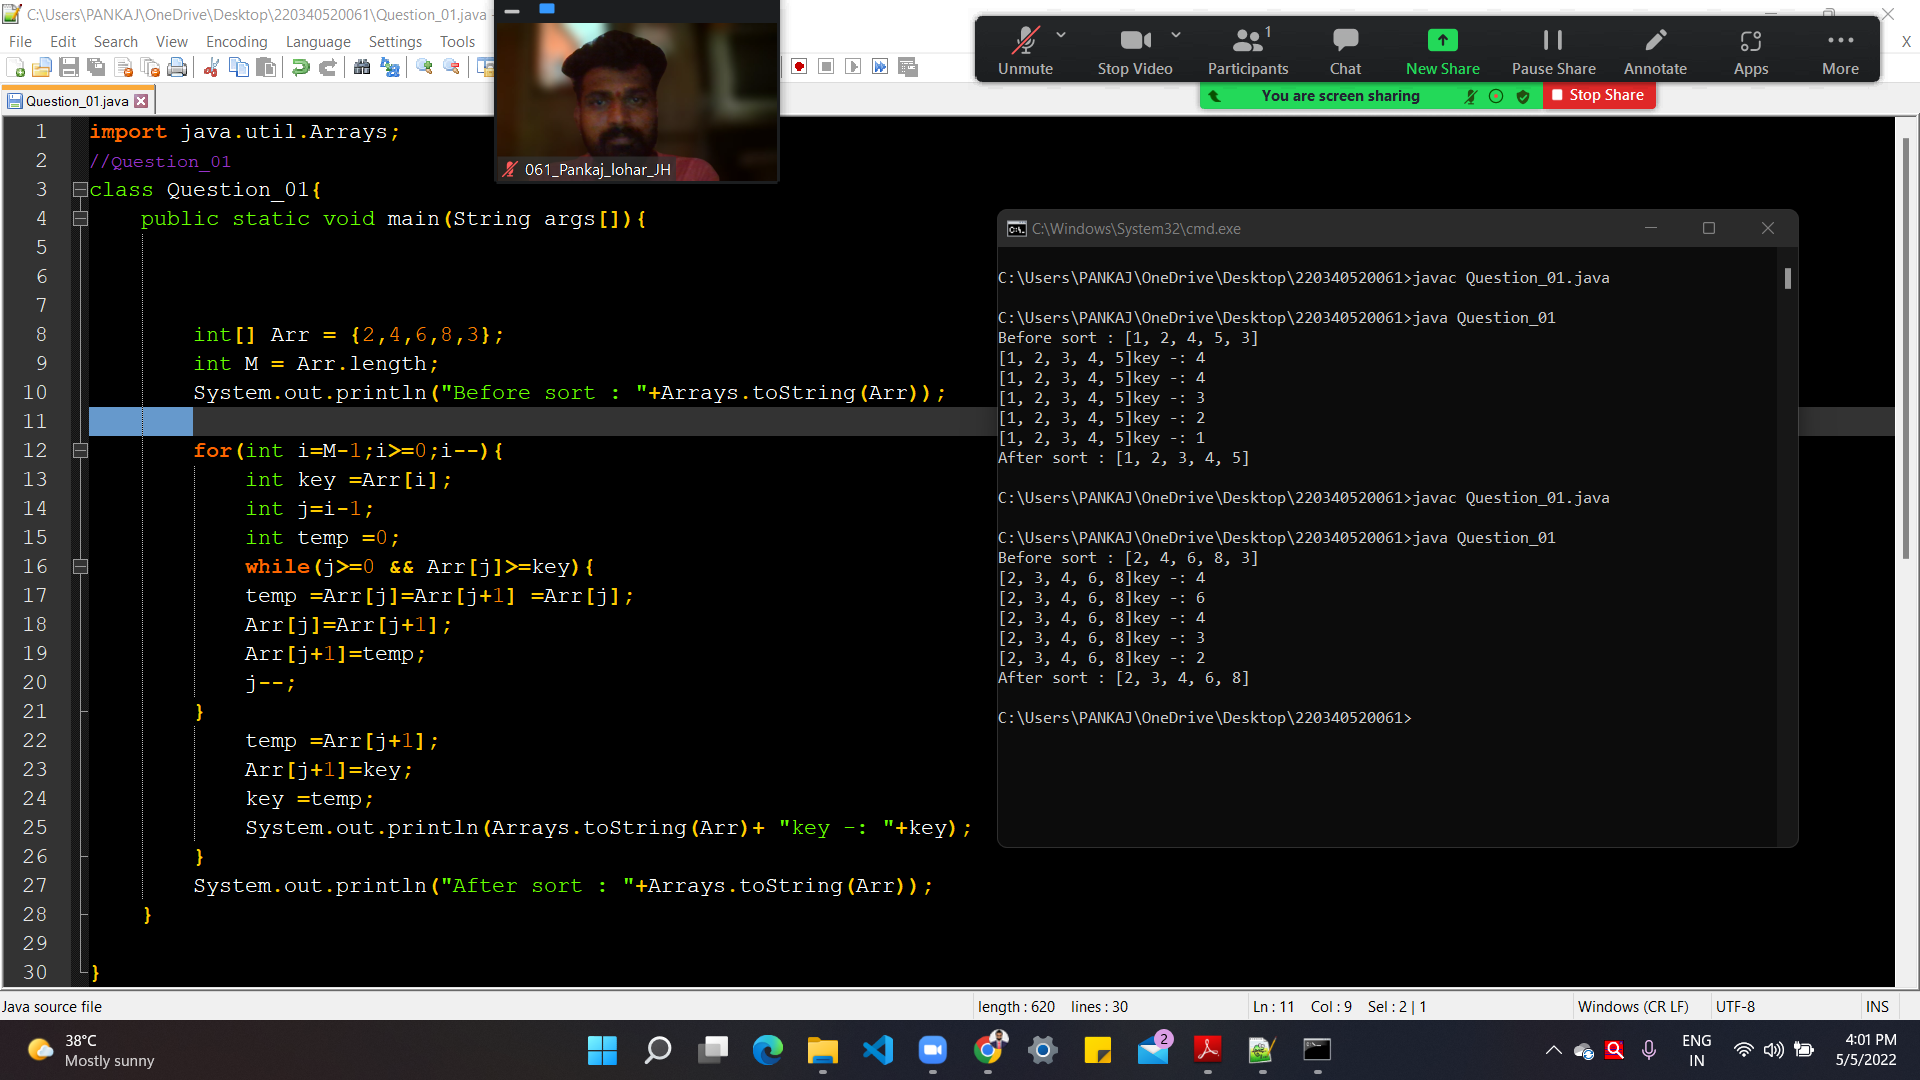 C:\Users\PANKAJ\OneDrive\Desktop\220340520061\Question_01.java
File Edit Search View Encoding Language Settings Tools
X
Question_01.java
061_Pankaj_lohar_JH
Unmute Stop Video Participants 1 Chat New Share Pause Share Annotate Apps More
You are screen sharing Stop Share
1 import java.util.Arrays;
2 //Question_01
3 class Question_01{
4 public static void main(String args[]){
5
6
7
8 int[] Arr = {2,4,6,8,3};
9 int M = Arr.length;
10 System.out.println("Before sort : "+Arrays.toString(Arr));
11
12 for(int i=M-1;i>=0;i--){
13 int key =Arr[i];
14 int j=i-1;
15 int temp =0;
16 while(j>=0 && Arr[j]>=key){
17 temp =Arr[j]=Arr[j+1] =Arr[j];
18 Arr[j]=Arr[j+1];
19 Arr[j+1]=temp;
20 j--;
21 }
22 temp =Arr[j+1];
23 Arr[j+1]=key;
24 key =temp;
25 System.out.println(Arrays.toString(Arr)+ "key -: "+key);
26 }
27 System.out.println("After sort : "+Arrays.toString(Arr));
28 }
29
30 }
C:\Windows\System32\cmd.exe
C:\Users\PANKAJ\OneDrive\Desktop\220340520061>javac Question_01.java
C:\Users\PANKAJ\OneDrive\Desktop\220340520061>java Question_01
Before sort : [1, 2, 4, 5, 3]
[1, 2, 3, 4, 5]key -: 4
[1, 2, 3, 4, 5]key -: 4
[1, 2, 3, 4, 5]key -: 3
[1, 2, 3, 4, 5]key -: 2
[1, 2, 3, 4, 5]key -: 1
After sort : [1, 2, 3, 4, 5]
C:\Users\PANKAJ\OneDrive\Desktop\220340520061>javac Question_01.java
C:\Users\PANKAJ\OneDrive\Desktop\220340520061>java Question_01
Before sort : [2, 4, 6, 8, 3]
[2, 3, 4, 6, 8]key -: 4
[2, 3, 4, 6, 8]key -: 6
[2, 3, 4, 6, 8]key -: 4
[2, 3, 4, 6, 8]key -: 3
[2, 3, 4, 6, 8]key -: 2
After sort : [2, 3, 4, 6, 8]
C:\Users\PANKAJ\OneDrive\Desktop\220340520061>
Java source file length : 620 lines : 30 Ln : 11 Col : 9 Sel : 2 | 1 Windows (CR LF) UTF-8 INS
38°C
Mostly sunny
2
ENG
IN
4:01 PM
5/5/2022